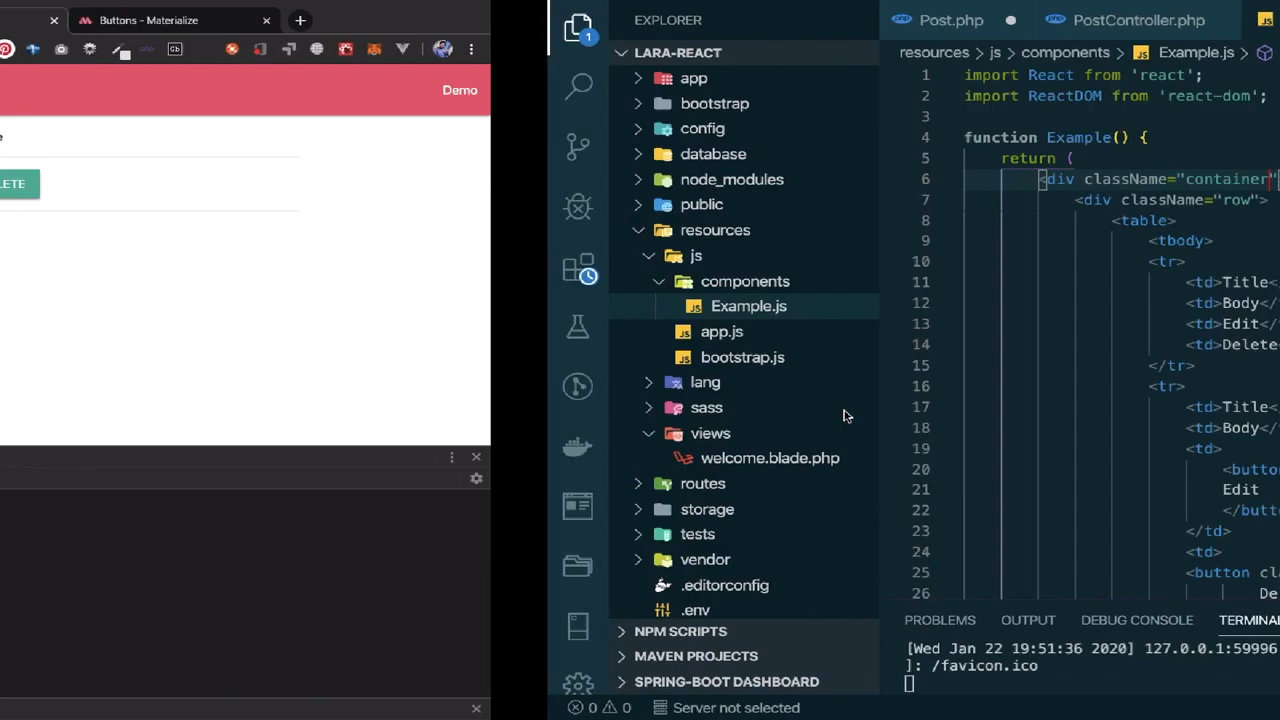 Buttons - Materialize
Demo
e
LETE
EXPLORER
LARA-REACT
app
bootstrap
config
database
node_modules
public
resources
js
components
Example.js
app.js
bootstrap.js
lang
sass
views
welcome.blade.php
routes
storage
tests
vendor
.editorconfig
.env
NPM SCRIPTS
MAVEN PROJECTS
SPRING-BOOT DASHBOARD
1
Post.php
PostController.php
JS
resources > js > components > JS Example.js >
1 import React from 'react';
2 import ReactDOM from 'react-dom';
3
4 function Example() {
5 return (
6 <div className="container"
7 <div className="row">
8 <table>
9 <tbody>
10 <tr>
11 <td>Title<
12 <td>Body</
13 <td>Edit</
14 <td>Delete<
15 </tr>
16 <tr>
17 <td>Title<
18 <td>Body</
19 <td>
20 <butto
21 Edit
22 </butt
23 </td>
24 <td>
25 <button cl
26 De
PROBLEMS OUTPUT DEBUG CONSOLE TERMINA
[Wed Jan 22 19:51:36 2020] 127.0.0.1:59996
]: /favicon.ico
0 0 Server not selected